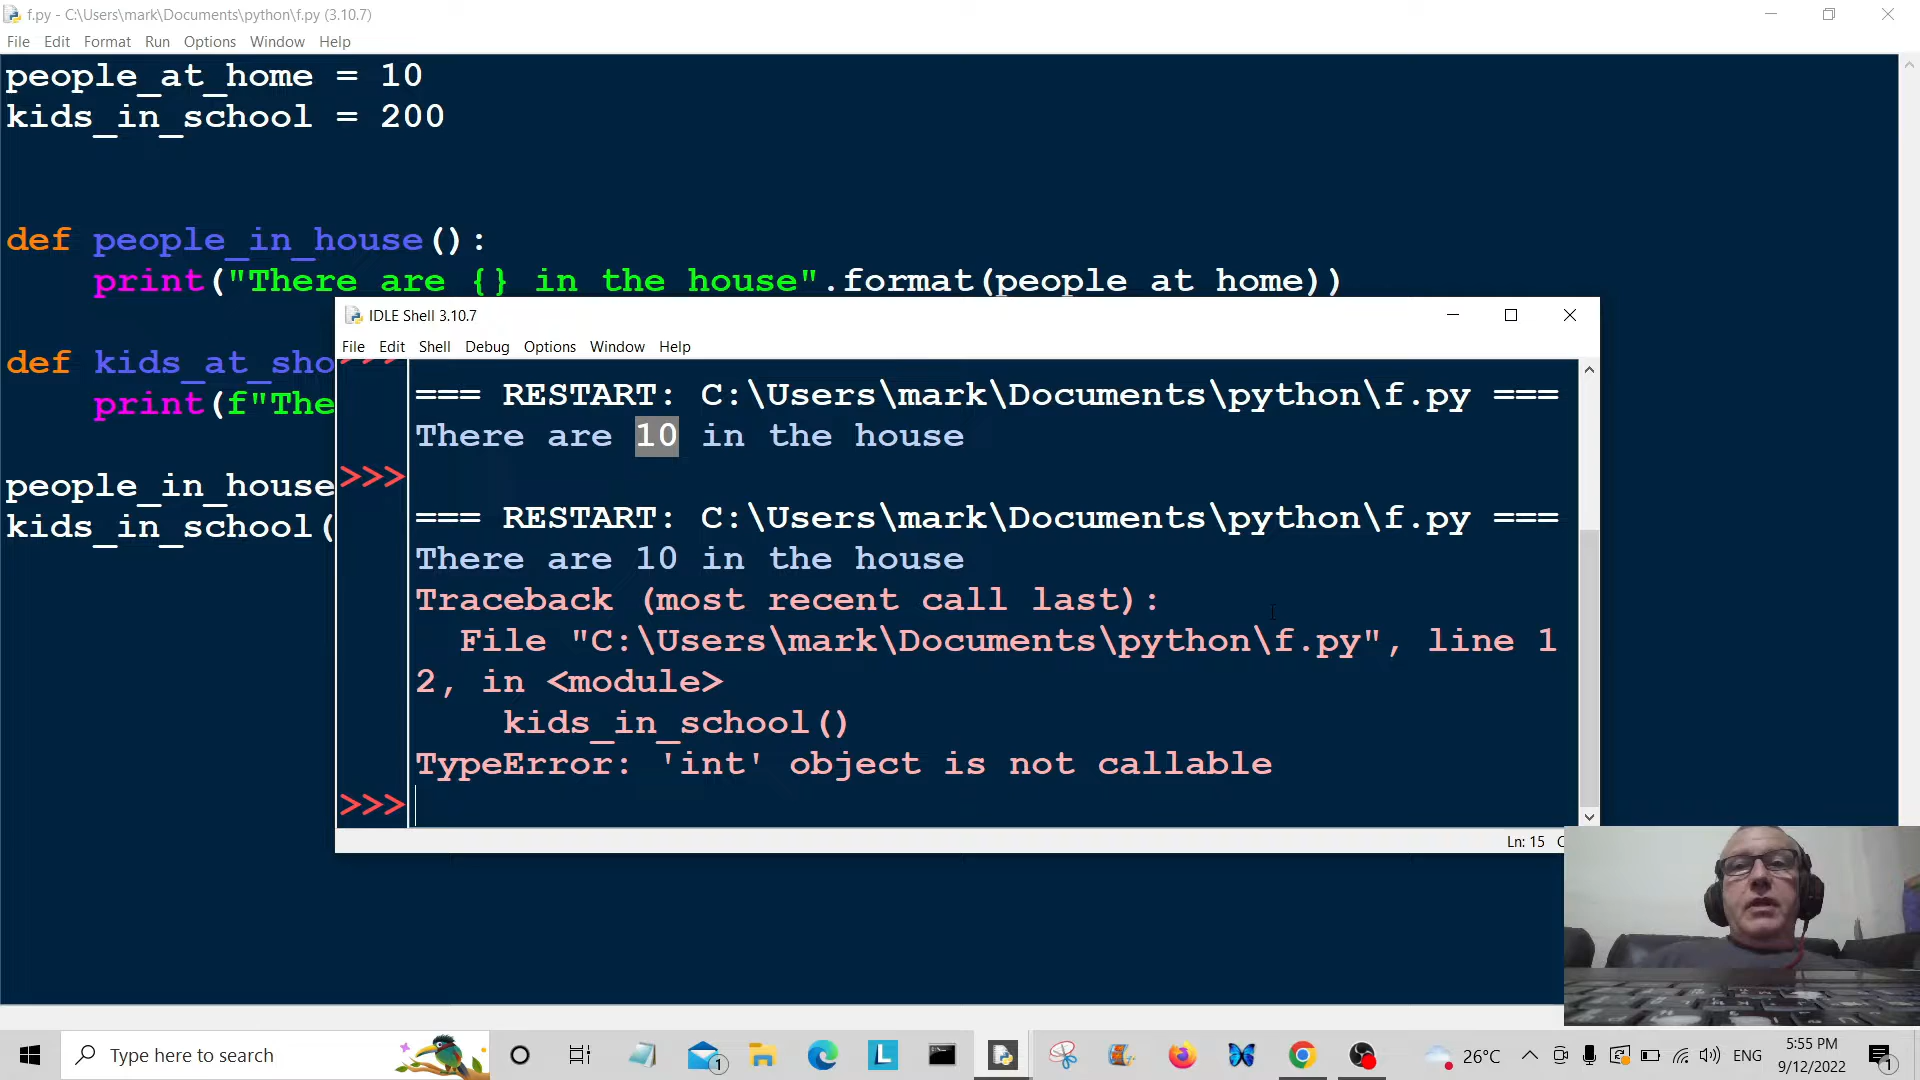 f.py - C:\Users\mark\Documents\python\f.py (3.10.7)
File Edit Format Run Options Window Help
people_at_home = 10
kids_in_school = 200
def people_in_house():
print("There are {} in the house".format(people at home))
def kids_at_sho
print(f"The
people_in_house
kids_in_school(
IDLE Shell 3.10.7
File Edit Shell Debug Options Window Help
>>>
=== RESTART: C:\Users\mark\Documents\python\f.py ===
There are 10 in the house
>>>
=== RESTART: C:\Users\mark\Documents\python\f.py ===
There are 10 in the house
Traceback (most recent call last):
File "C:\Users\mark\Documents\python\f.py", line 1
2, in <module>
kids_in_school()
TypeError: 'int' object is not callable
>>>
Ln: 15
Type here to search
1
L
26°C
ENG
5:55 PM
9/12/2022
1